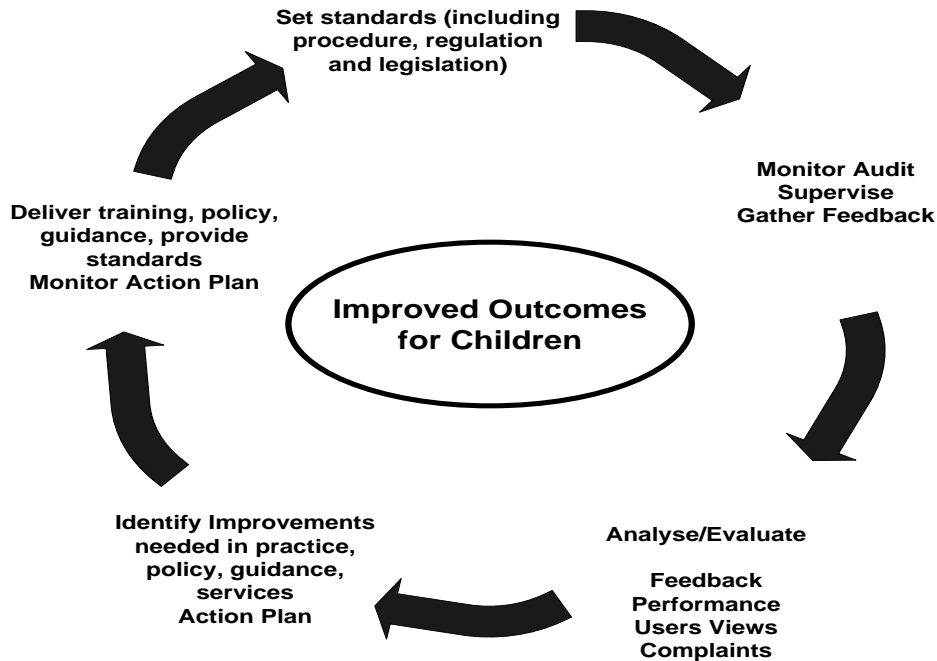 Set standards (including
procedure, regulation
and legislation)
Monitor Audit
Supervise
Gather Feedback
Deliver training, policy,
guidance, provide
standards
Monitor Action Plan
Improved Outcomes
for Children
Identify Improvements
needed in practice,
policy, guidance,
services
Action Plan
Analyse/Evaluate
Feedback
Performance
Users Views
Complaints